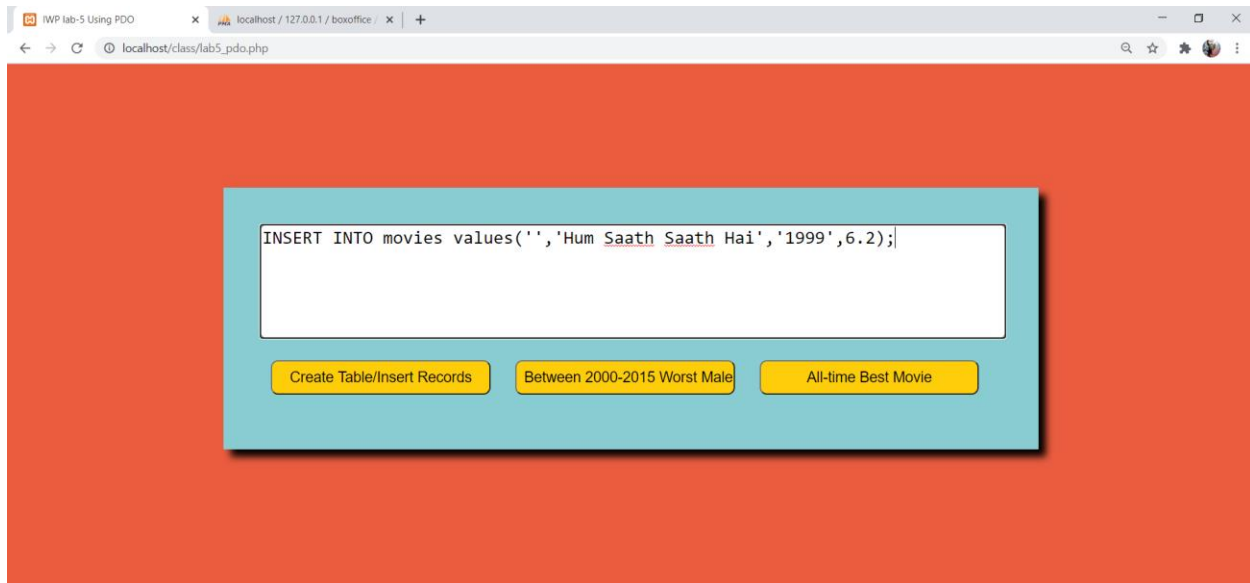 IWP lab-5 Using PDO
localhost / 127.0.0.1 / boxoffice /
localhost/class/lab5_pdo.php
INSERT INTO movies values('','Hum Saath Saath Hai','1999',6.2);
Create Table/Insert Records
Between 2000-2015 Worst Male
All-time Best Movie